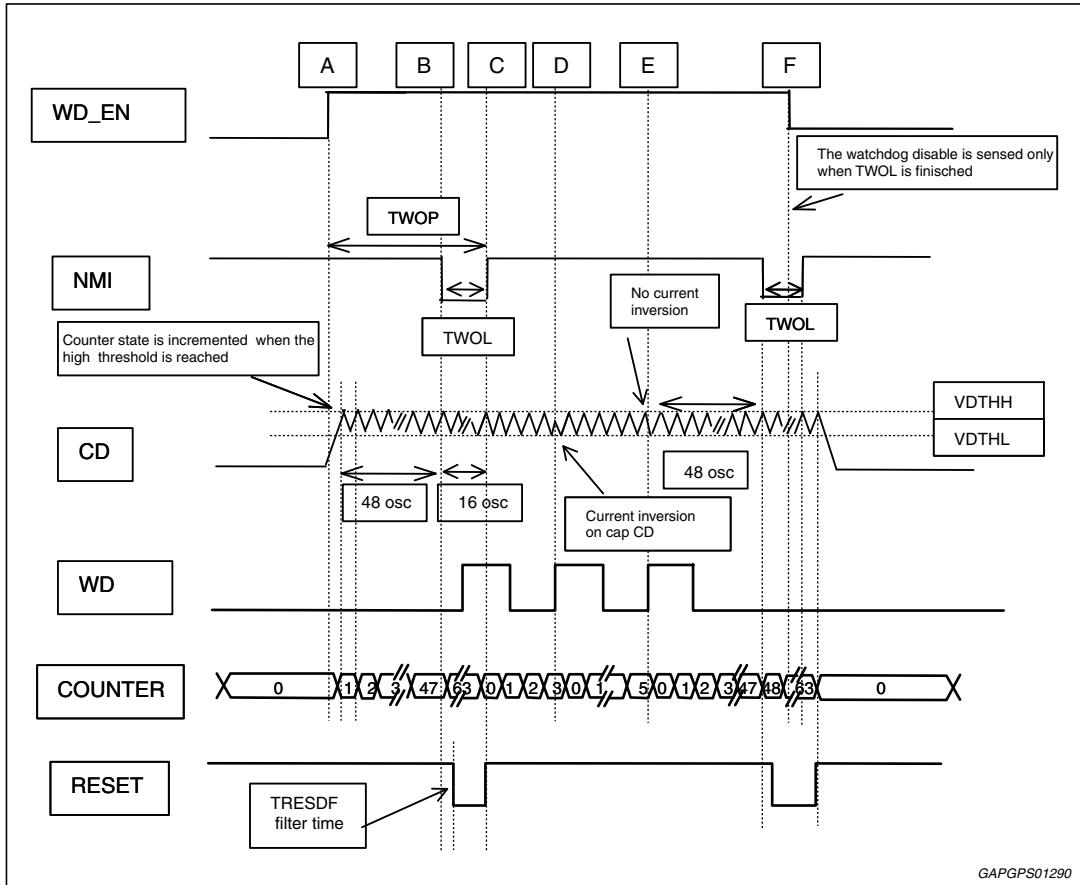 A
B
C
D
E
F
WD_EN
The watchdog disable is sensed only
when TWOL is finisched
TWOP
NMI
No current
inversion
TWOL
TWOL
Counter state is incremented when the
high threshold is reached
VDTHH
VDTHL
CD
48 osc
16 osc
48 osc
Current inversion
on cap CD
WD
COUNTER
0 1 2 3 47 63 0 1 2 3 0 1 5 0 1 2 3 47 48 63 0
RESET
TRESDF
filter time
GAPGPS01290